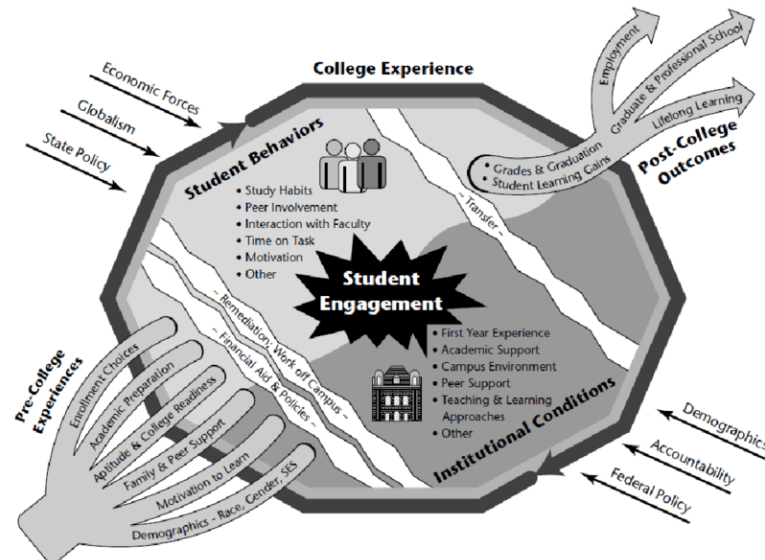 College Experience
Economic Forces
Globalism
State Policy
Employment
Graduate & Professional School
Lifelong Learning
Post-College
Outcomes
• Grades & Graduation
• Student Learning Gains
~ Transfer ~
Student Behaviors
• Study Habits
• Peer Involvement
• Interaction with Faculty
• Time on Task
• Motivation
• Other
Student
Engagement
~ Remediation; Work off Campus ~
~ Financial Aid & Policies ~
• First Year Experience
• Academic Support
• Campus Environment
• Peer Support
• Teaching & Learning
Approaches
• Other
Institutional Conditions
Pre-College
Experiences
Enrollment Choices
Academic Preparation
Aptitude & College Readiness
Family & Peer Support
Motivation to Learn
Demographics - Race, Gender, SES
Demographics
Accountability
Federal Policy